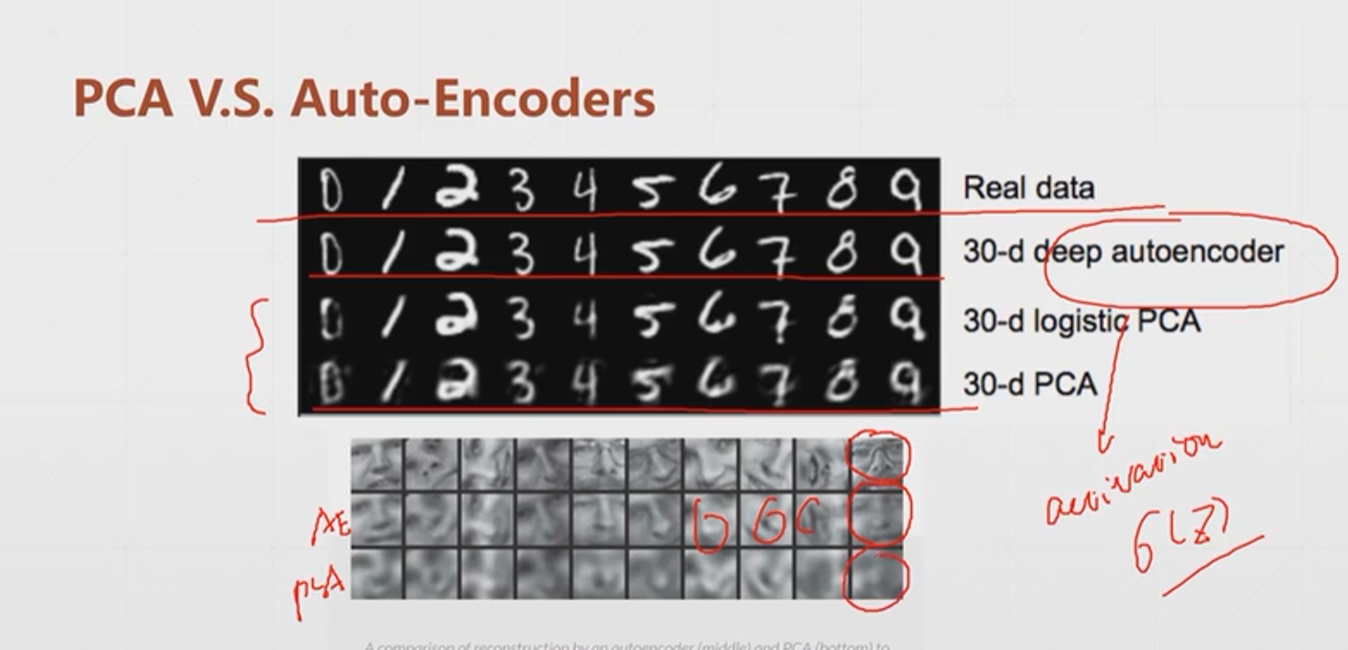 PCA V.S. Auto-Encoders
0 1 2 3 4 5 6 7 8 9 Real data
0 1 2 3 4 5 6 7 8 9 30-d deep autoencoder
0 1 2 3 4 5 6 7 8 9 30-d logistic PCA
0 1 2 3 4 5 6 7 8 9 30-d PCA
AE
PCA
activation
σ(z)
A comparison of reconstruction by an autoencoder (middle) and PCA (bottom) to